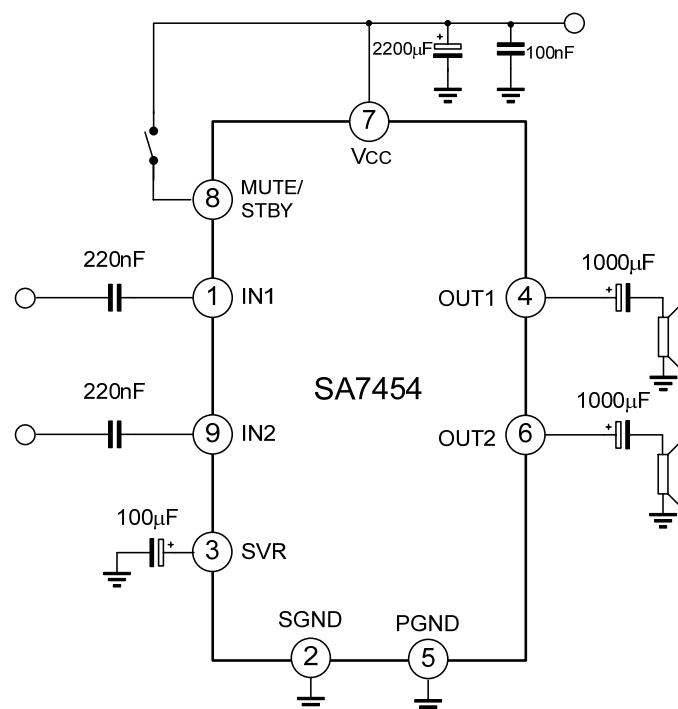 +
2200μF
100nF
7
VCC
8
MUTE/
STBY
220nF
1000μF
+
1
IN1
OUT1
4
SA7454
220nF
1000μF
+
9
IN2
OUT2
6
100μF
+
3
SVR
SGND
PGND
2
5